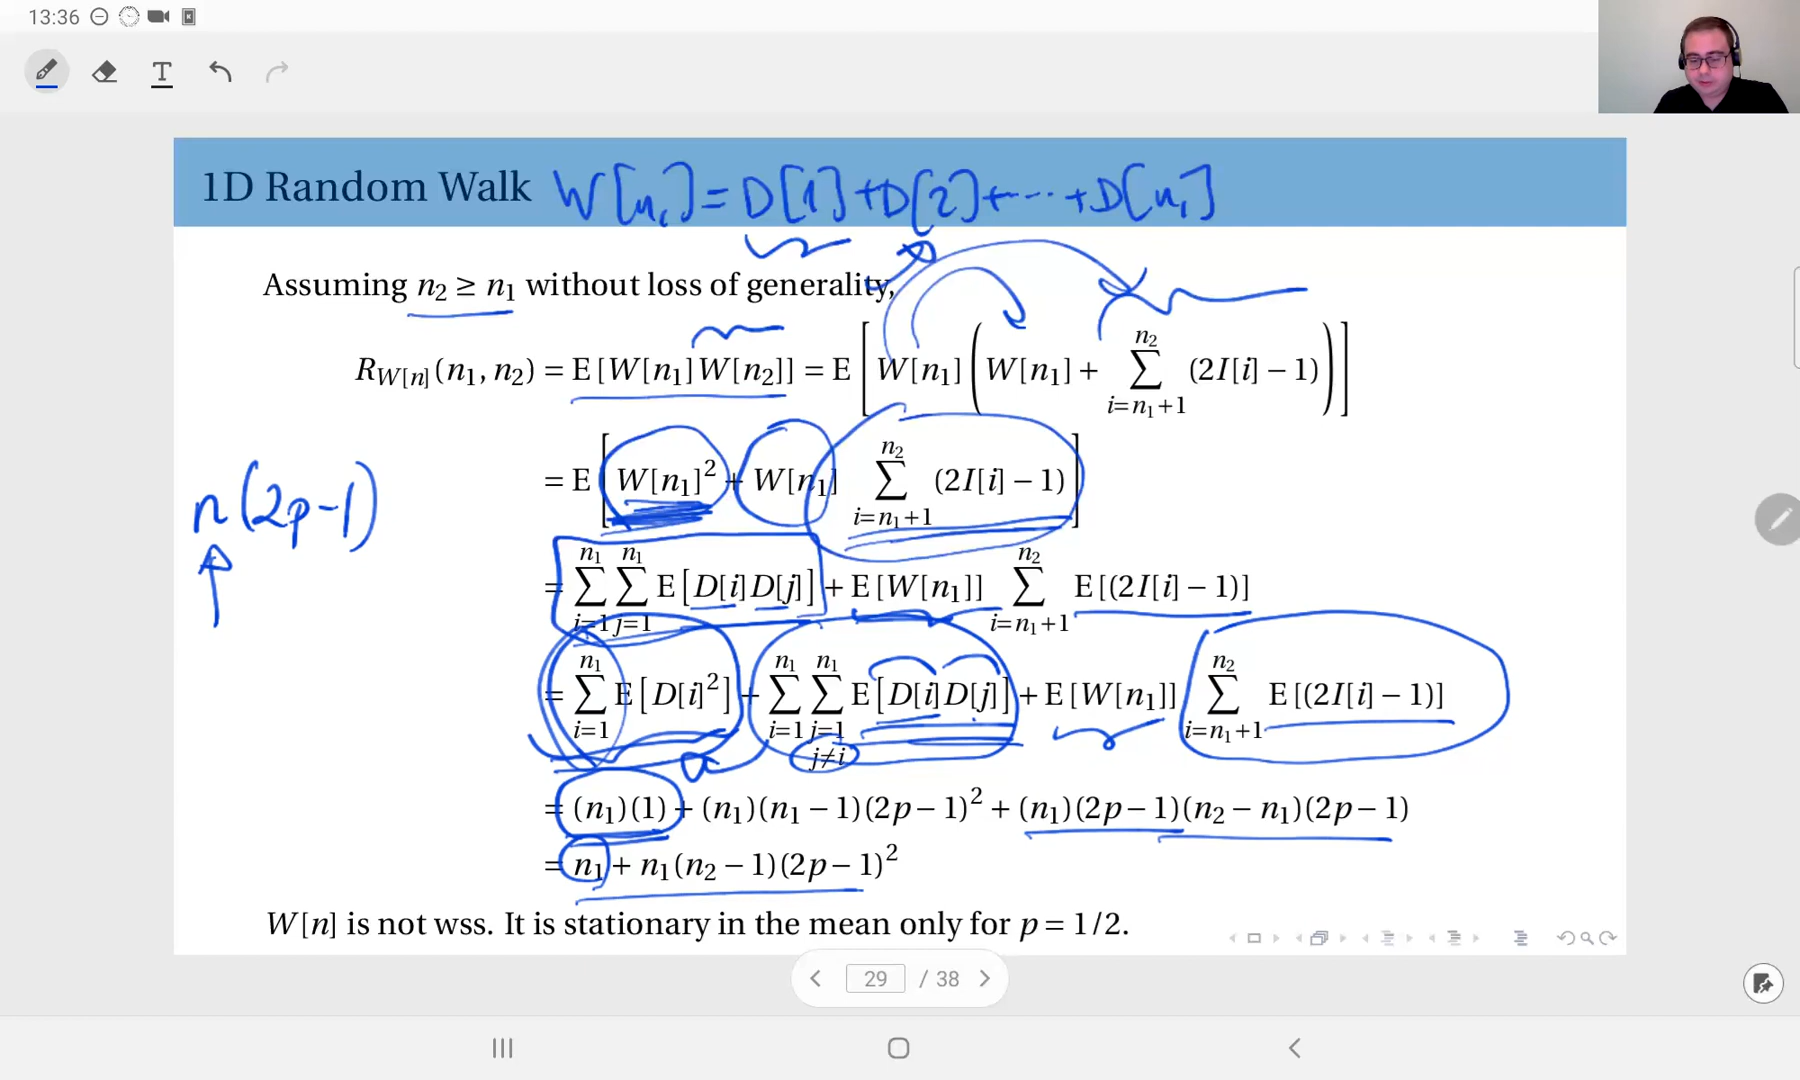 13:36
T
1D Random Walk W[n₁] = D[1] + D[2] + ⋯ + D[n₁]
Assuming n₂ ≥ n₁ without loss of generality,
R_{W[n]}(n₁, n₂) = E[W[n₁]W[n₂]] = E[W[n₁](W[n₁] + ∑_{i=n₁+1}^{n₂} (2I[i] − 1))]
= E[W[n₁]² + W[n₁] ∑_{i=n₁+1}^{n₂} (2I[i] − 1)]
n(2p−1)
= ∑_{i=1}^{n₁} ∑_{j=1}^{n₁} E[D[i]D[j]] + E[W[n₁]] ∑_{i=n₁+1}^{n₂} E[(2I[i] − 1)]
= ∑_{i=1}^{n₁} E[D[i]²] + ∑_{i=1}^{n₁} ∑_{j=1, j≠i}^{n₁} E[D[i]D[j]] + E[W[n₁]] ∑_{i=n₁+1}^{n₂} E[(2I[i] − 1)]
= (n₁)(1) + (n₁)(n₁ − 1)(2p − 1)² + (n₁)(2p − 1)(n₂ − n₁)(2p − 1)
= n₁ + n₁(n₂ − 1)(2p − 1)²
W[n] is not wss. It is stationary in the mean only for p = 1/2.
29 / 38